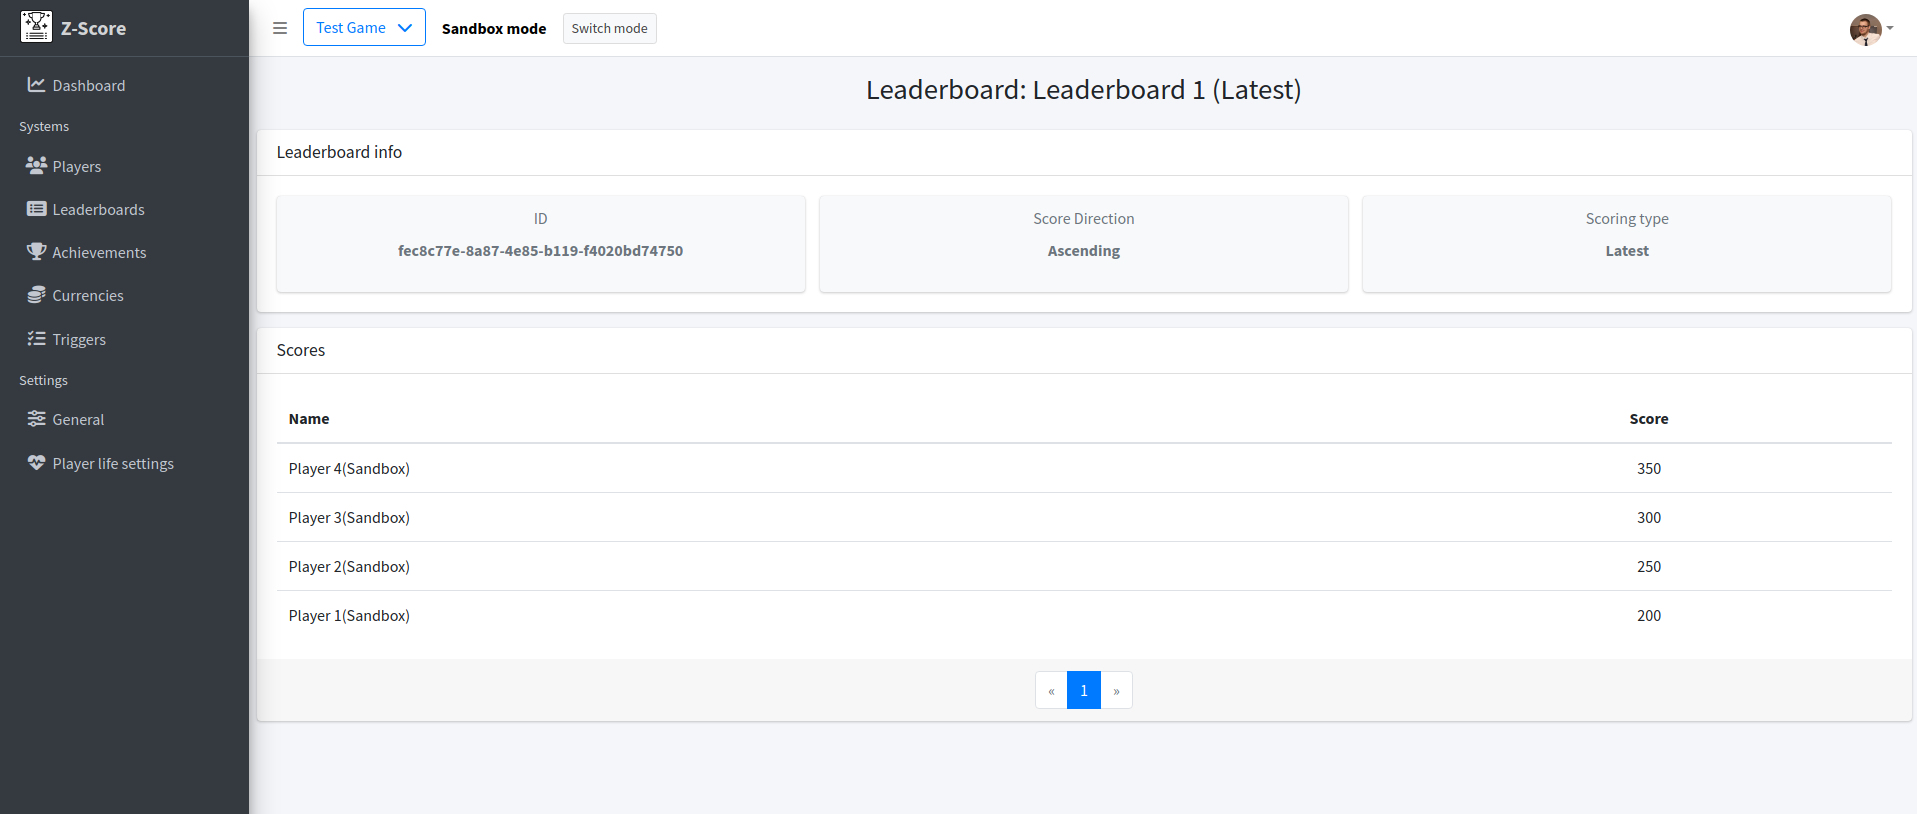 Z-Score
Test Game
Sandbox mode
Switch mode
Dashboard
Systems
Players
Leaderboards
Achievements
Currencies
Triggers
Settings
General
Player life settings
Leaderboard: Leaderboard 1 (Latest)
Leaderboard info
ID
fec8c77e-8a87-4e85-b119-f4020bd74750
Score Direction
Ascending
Scoring type
Latest
Scores
Name Score
Player 4(Sandbox) 350
Player 3(Sandbox) 300
Player 2(Sandbox) 250
Player 1(Sandbox) 200
« 1 »